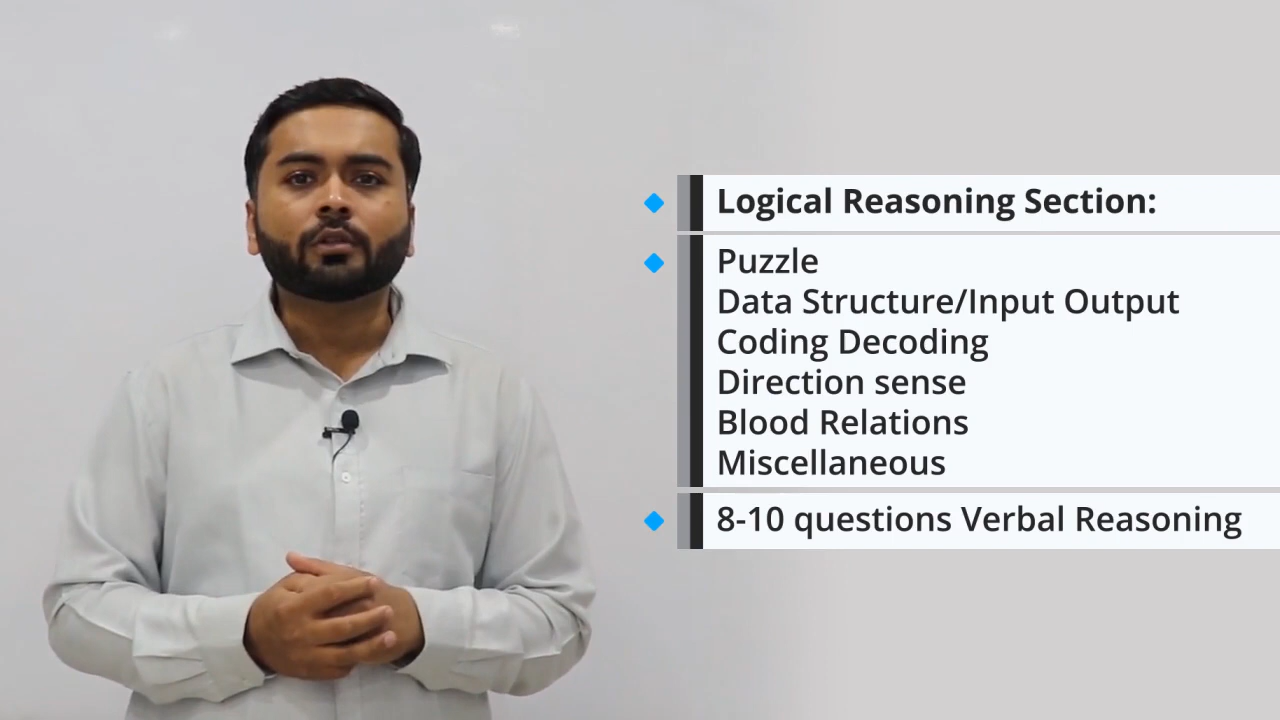 Logical Reasoning Section:
Puzzle
Data Structure/Input Output
Coding Decoding
Direction sense
Blood Relations
Miscellaneous
8-10 questions Verbal Reasoning